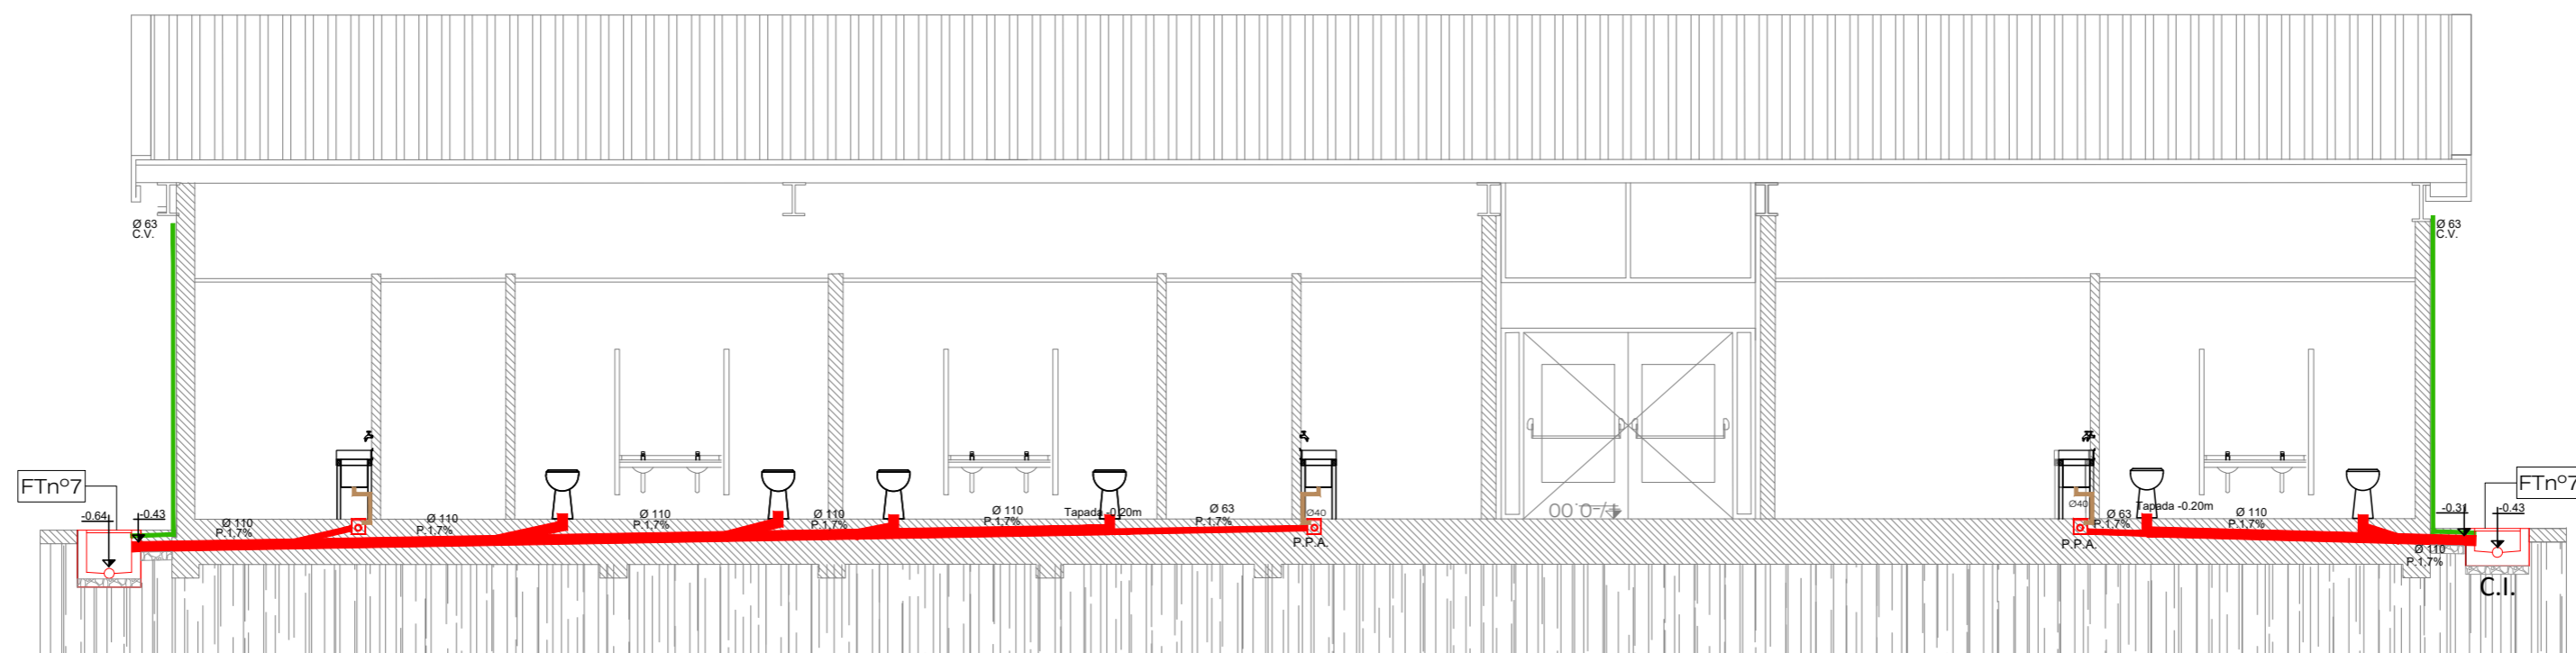 Ø 63
C.V.
Ø 63
C.V.
FTnº7
-0.64
-0.43
Ø 110
P.1,7%
Ø 110
P.1,7%
Ø 110
P.1,7%
Ø 110
P.1,7%
Ø 110
P.1,7%
Tapada -0.20m
Ø 63
P.1,7%
Ø40
P.P.A.
+/-0.00
Ø40
P.P.A.
Ø 63
P.1,7%
Tapada -0.20m
Ø 110
P.1,7%
Ø 110
P.1,7%
-0.31
-0.43
FTnº7
C.I.